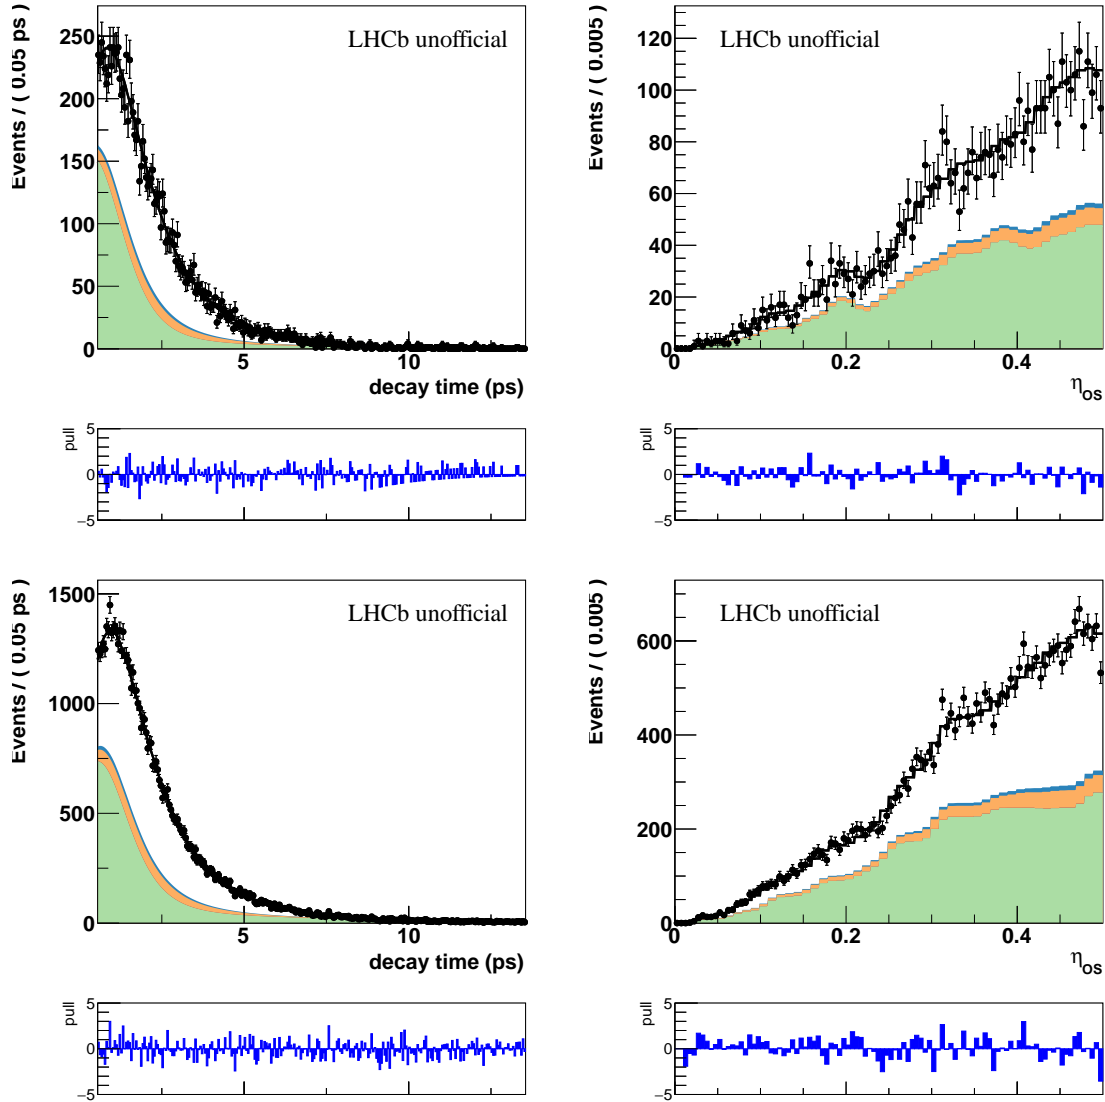 Events / ( 0.05 ps )
250
200
150
100
50
0
LHCb unofficial
5
10
decay time (ps)
pull
5
0
−5
Events / ( 0.005 )
120
100
80
60
40
20
0
LHCb unofficial
0
0.2
0.4
ηOS
pull
5
0
−5
Events / ( 0.05 ps )
1500
1000
500
0
LHCb unofficial
5
10
decay time (ps)
pull
5
0
−5
Events / ( 0.005 )
600
400
200
0
LHCb unofficial
0
0.2
0.4
ηOS
pull
5
0
−5